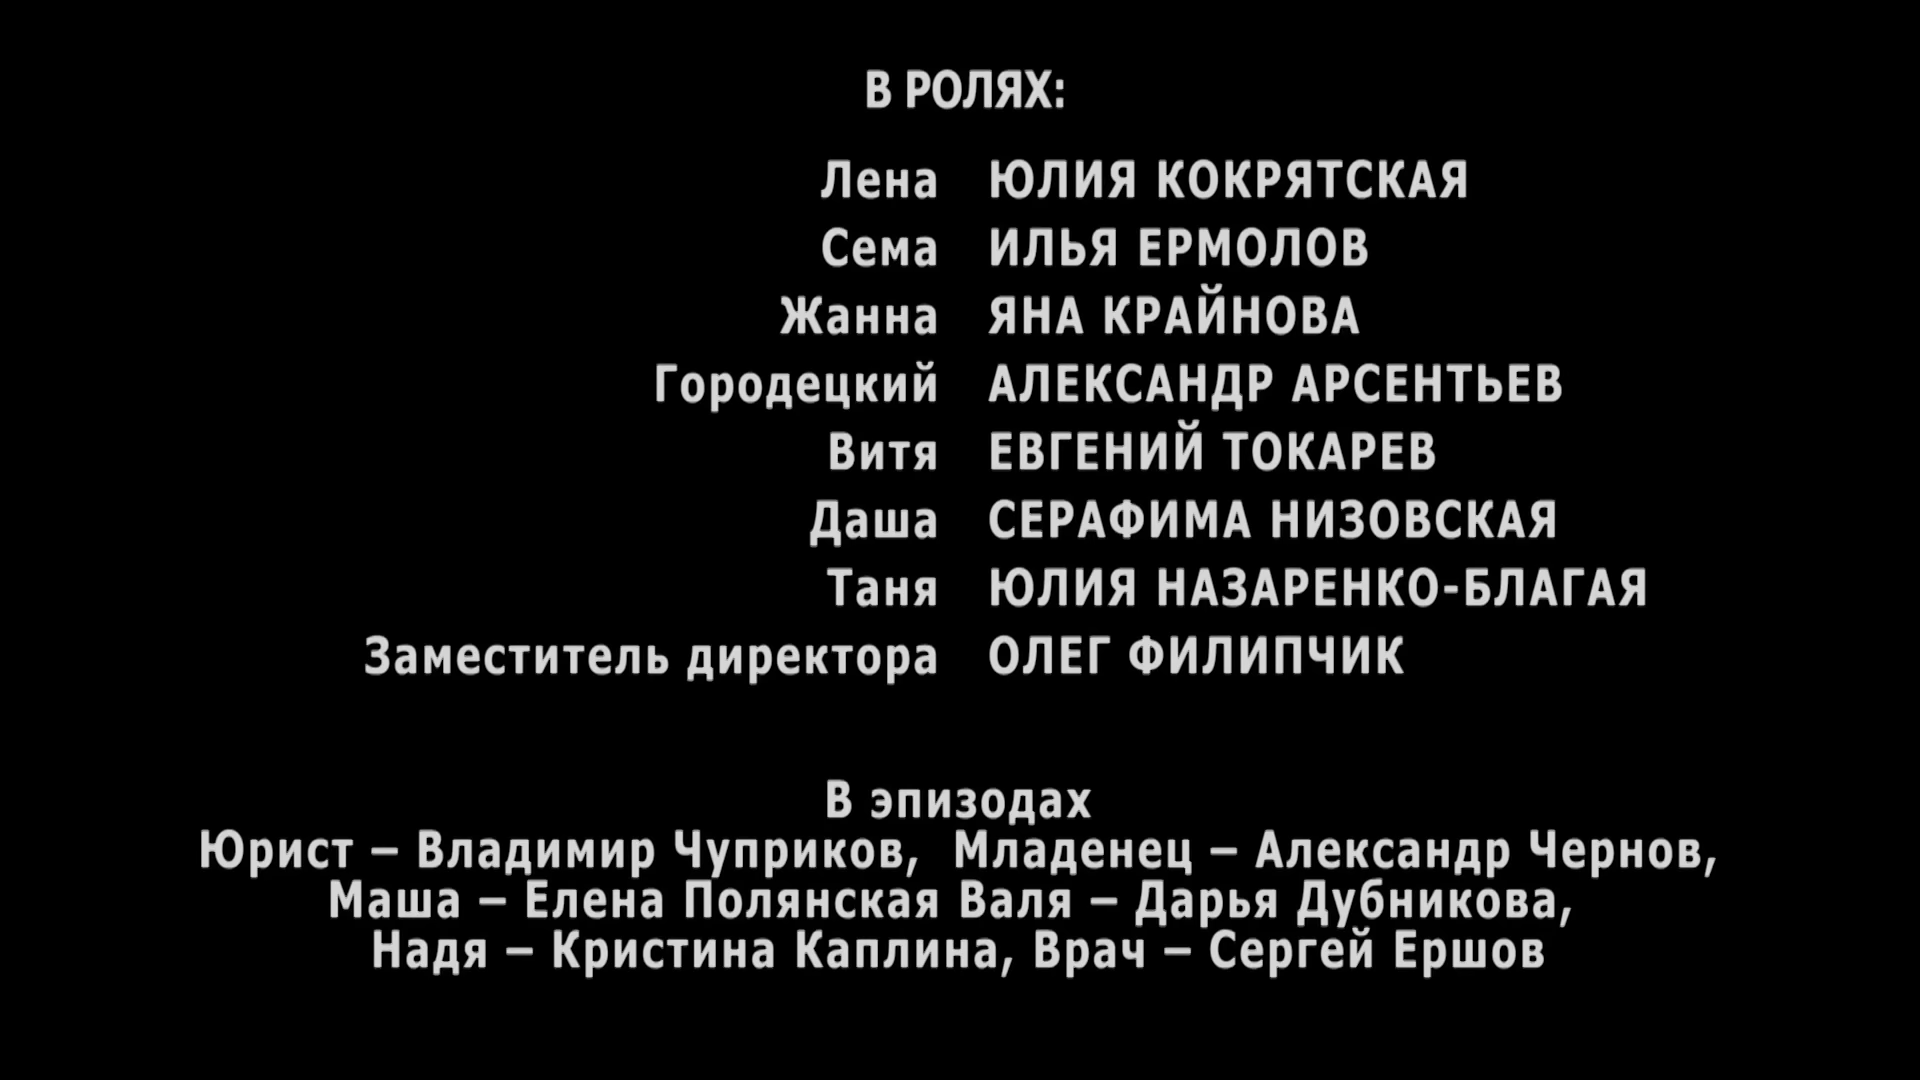 В РОЛЯХ:
Лена ЮЛИЯ КОКРЯТСКАЯ
Сема ИЛЬЯ ЕРМОЛОВ
Жанна ЯНА КРАЙНОВА
Городецкий АЛЕКСАНДР АРСЕНТЬЕВ
Витя ЕВГЕНИЙ ТОКАРЕВ
Даша СЕРАФИМА НИЗОВСКАЯ
Таня ЮЛИЯ НАЗАРЕНКО-БЛАГАЯ
Заместитель директора ОЛЕГ ФИЛИПЧИК
В эпизодах
Юрист – Владимир Чуприков, Младенец – Александр Чернов,
Маша – Елена Полянская Валя – Дарья Дубникова,
Надя – Кристина Каплина, Врач – Сергей Ершов